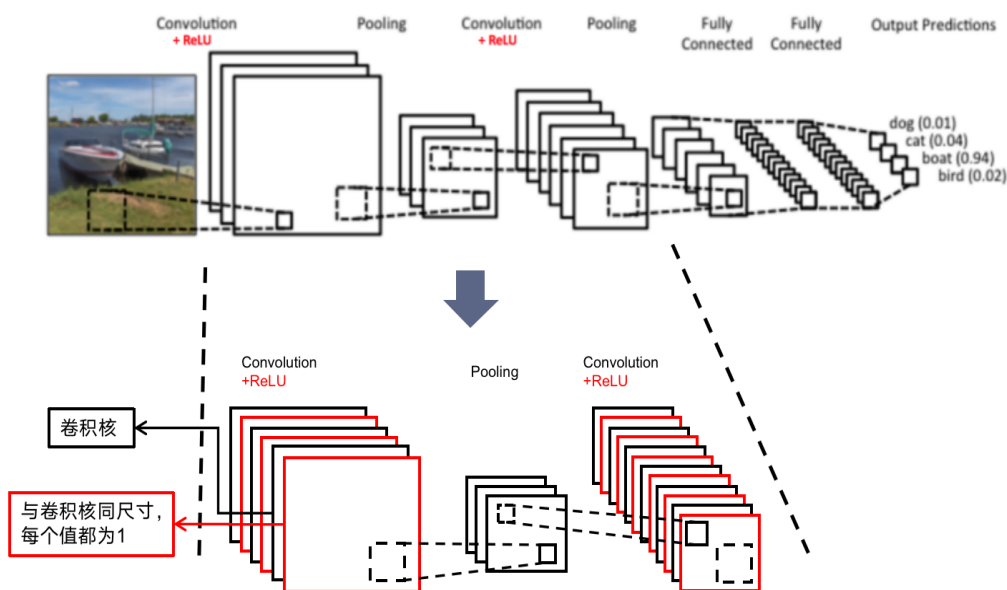 Convolution
+ ReLU
Pooling
Convolution
+ ReLU
Pooling
Fully
Connected
Fully
Connected
Output Predictions
dog (0.01)
cat (0.04)
boat (0.94)
bird (0.02)
Convolution
+ReLU
Pooling
Convolution
+ReLU
卷积核
与卷积核同尺寸，
每个值都为1